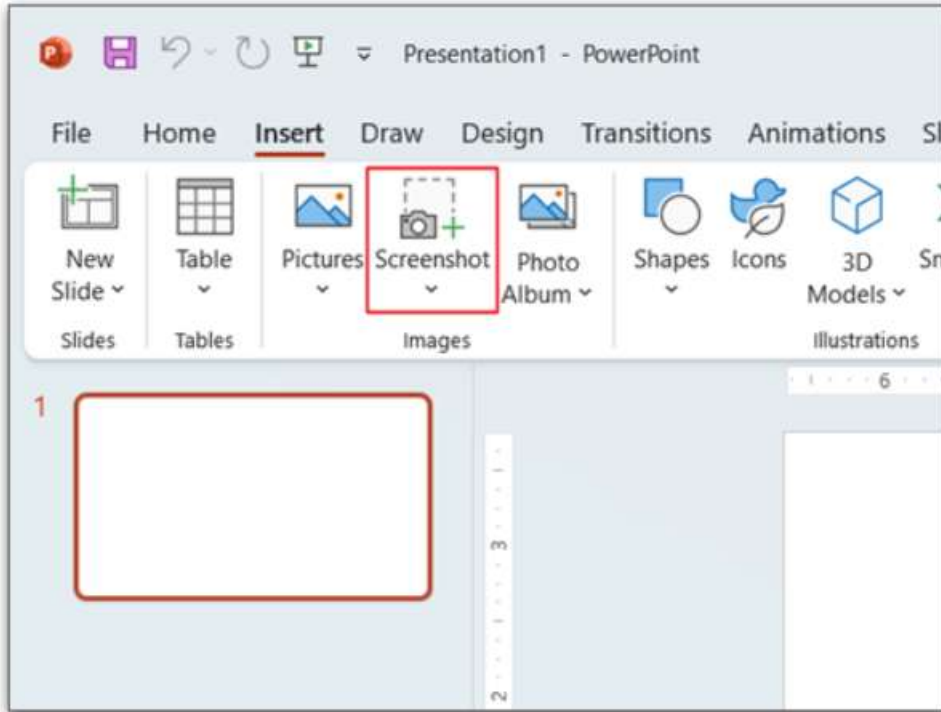 Presentation1 - PowerPoint
File Home Insert Draw Design Transitions Animations
New Slide
Table
Pictures
Screenshot
Photo Album
Shapes
Icons
3D Models
Slides
Tables
Images
Illustrations
6
1
3
2